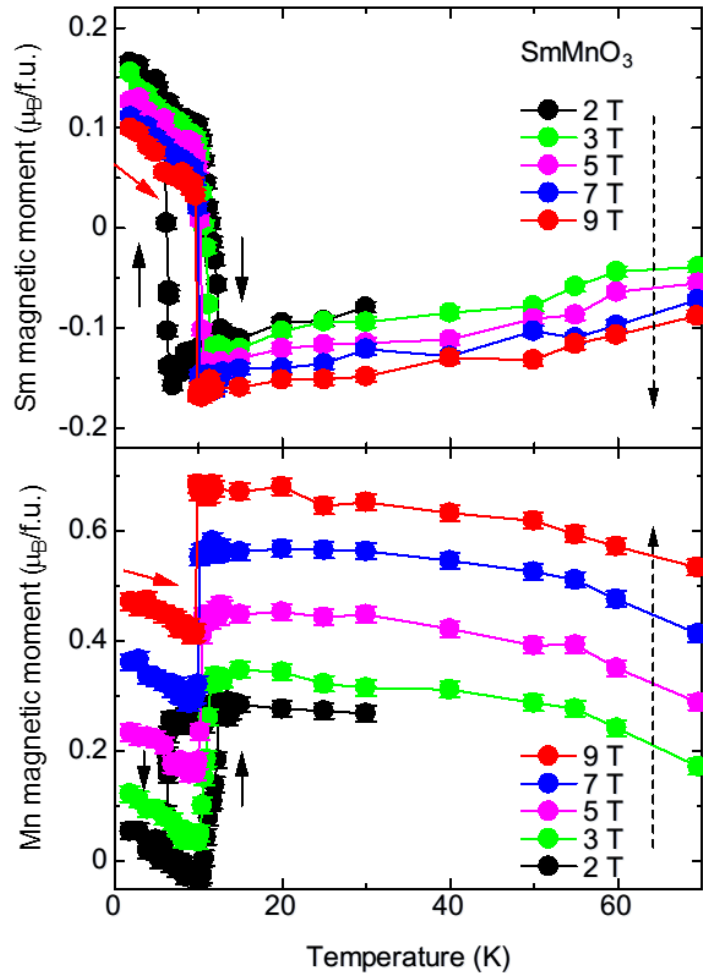 0.2
0.1
0
-0.1
-0.2
Sm magnetic moment (μB/f.u.)
SmMnO3
2 T
3 T
5 T
7 T
9 T
0.6
0.4
0.2
0
Mn magnetic moment (μB/f.u.)
9 T
7 T
5 T
3 T
2 T
0 20 40 60
Temperature (K)